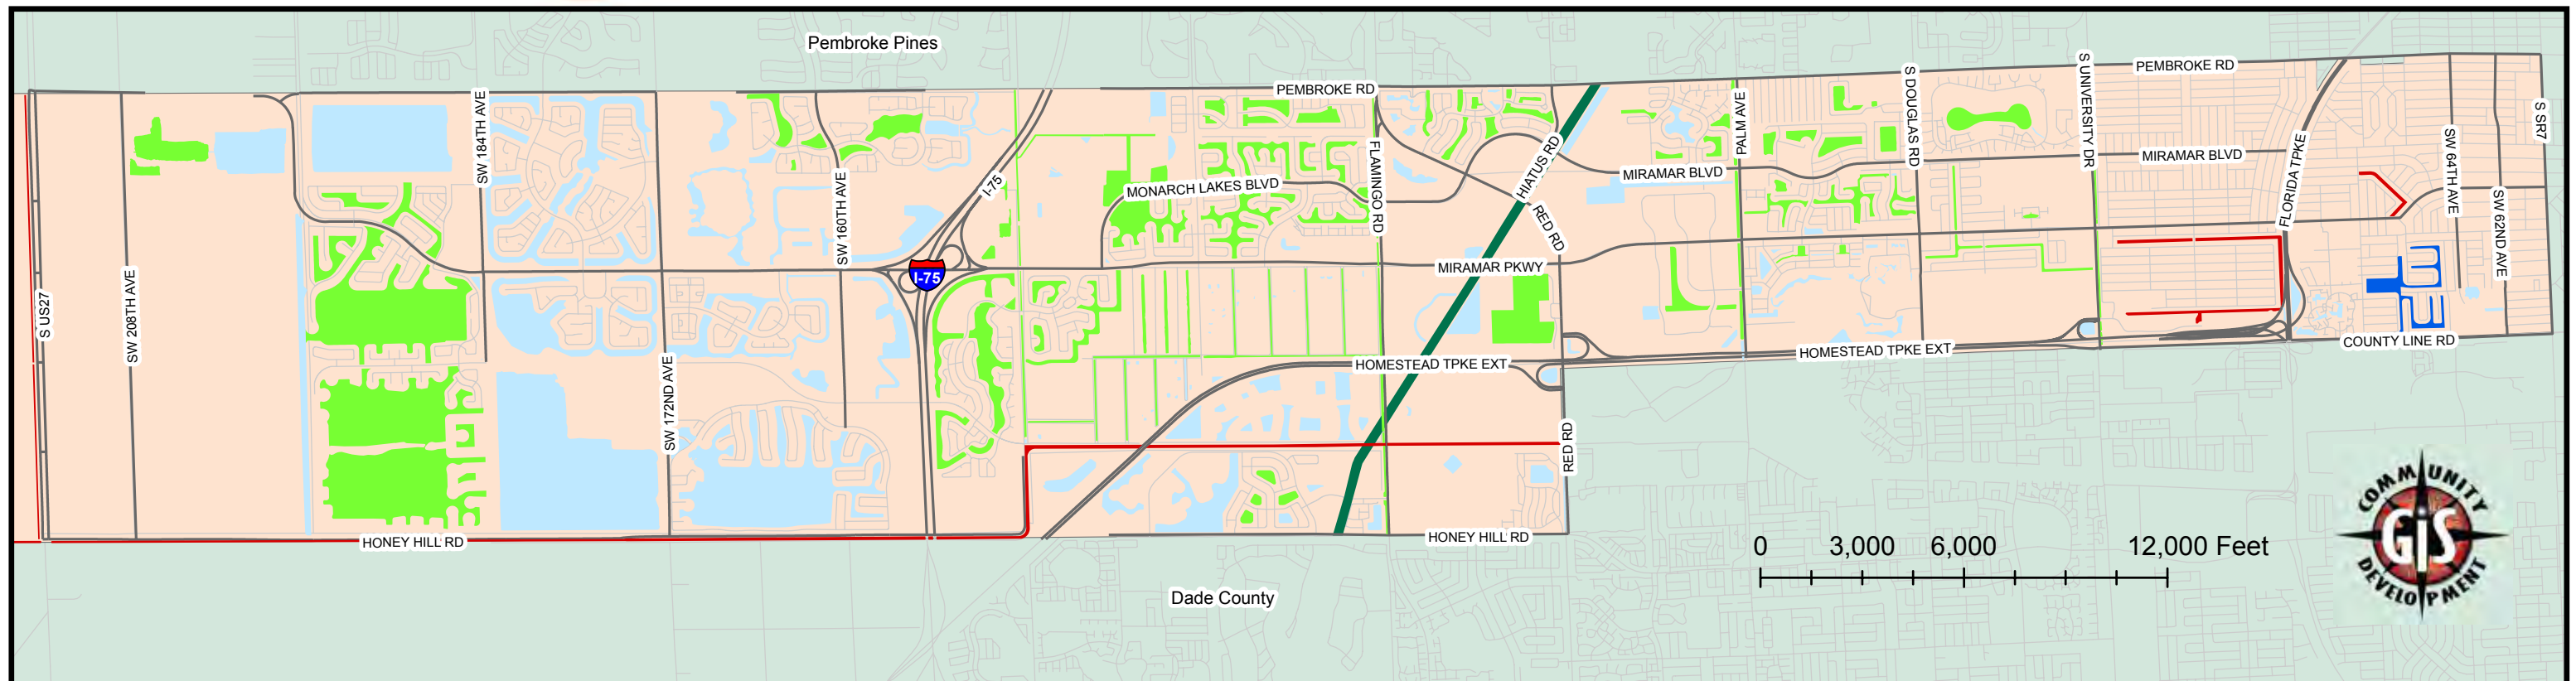 Pembroke Pines
PEMBROKE RD
PEMBROKE RD
S US27
SW 208TH AVE
SW 184TH AVE
SW 172ND AVE
SW 160TH AVE
I-75
I-75
MONARCH LAKES BLVD
FLAMINGO RD
HIATUS RD
RED RD
MIRAMAR BLVD
PALM AVE
S DOUGLAS RD
S UNIVERSITY DR
MIRAMAR BLVD
FLORIDA TPKE
SW 64TH AVE
SW 62ND AVE
S SR7
MIRAMAR PKWY
HOMESTEAD TPKE EXT
HOMESTEAD TPKE EXT
COUNTY LINE RD
RED RD
HONEY HILL RD
HONEY HILL RD
Dade County
0 3,000 6,000 12,000 Feet
COMMUNITY
GIS
DEVELOPMENT